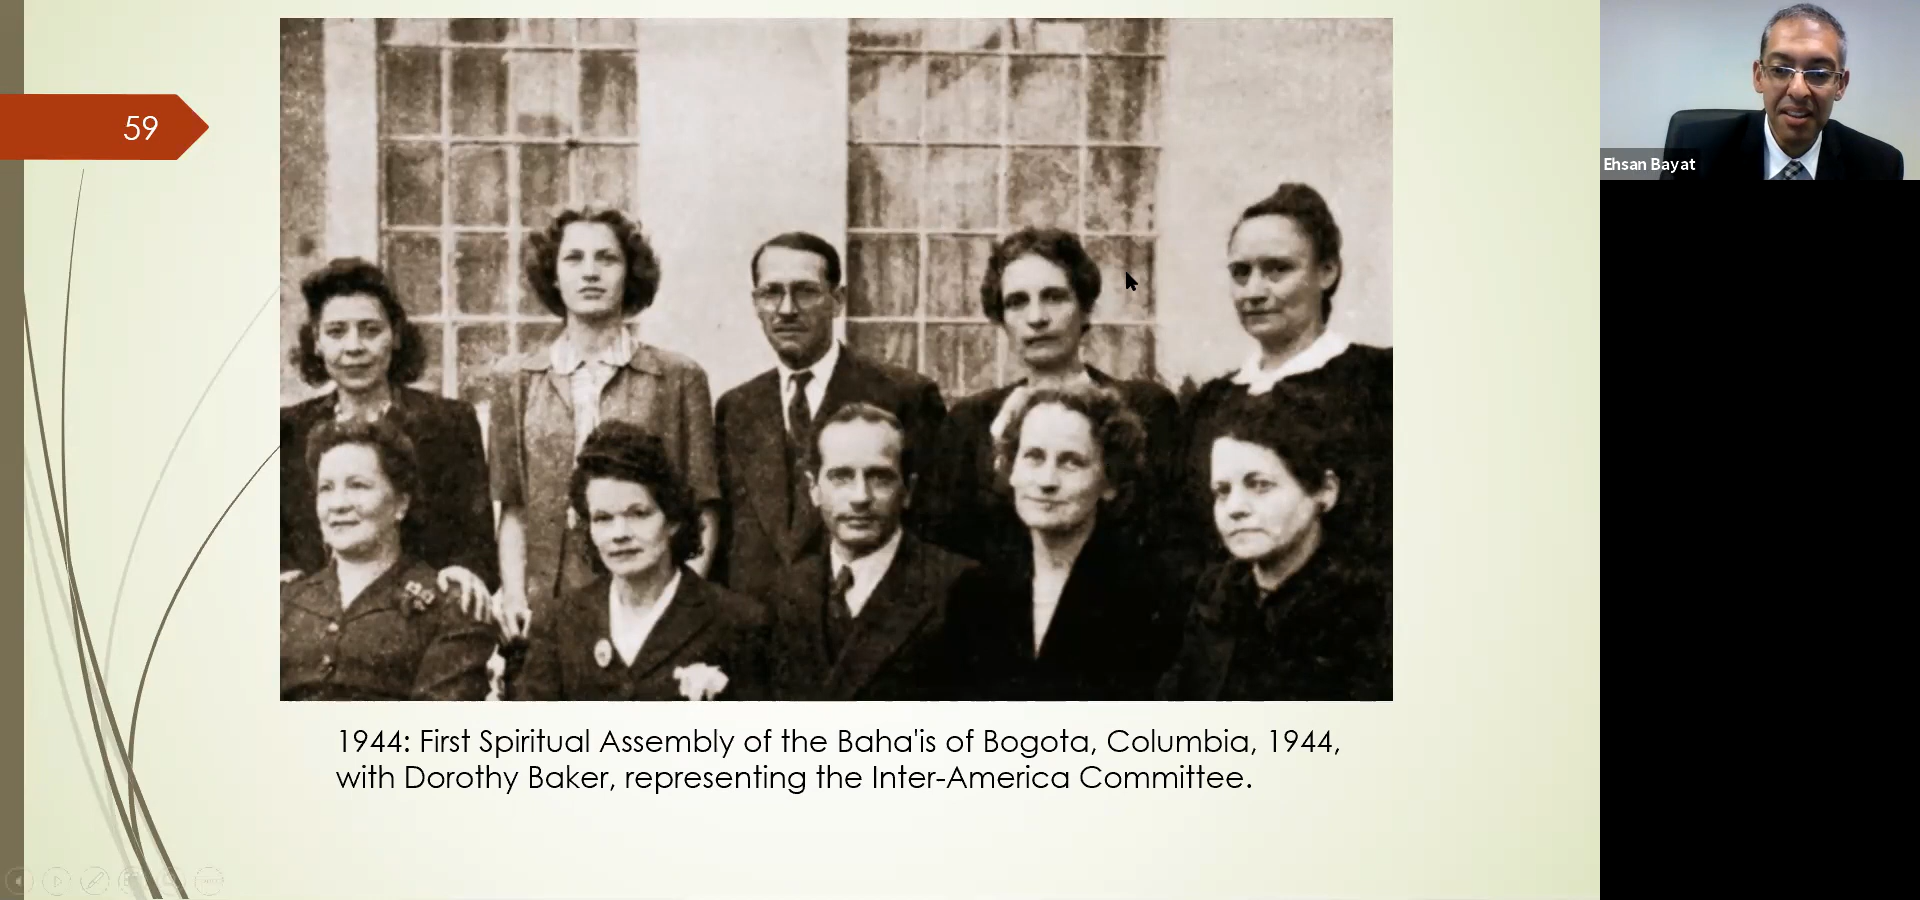 59
Ehsan Bayat
1944: First Spiritual Assembly of the Baha'is of Bogota, Columbia, 1944,
with Dorothy Baker, representing the Inter-America Committee.